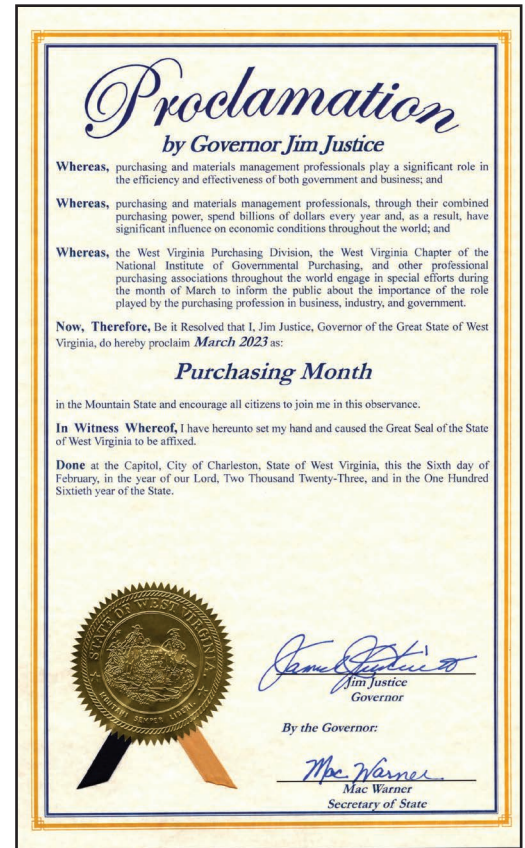 Proclamation
by Governor Jim Justice
Whereas, purchasing and materials management professionals play a significant role in
the efficiency and effectiveness of both government and business; and
Whereas, purchasing and materials management professionals, through their combined
purchasing power, spend billions of dollars every year and, as a result, have
significant influence on economic conditions throughout the world; and
Whereas, the West Virginia Purchasing Division, the West Virginia Chapter of the
National Institute of Governmental Purchasing, and other professional
purchasing associations throughout the world engage in special efforts during
the month of March to inform the public about the importance of the role
played by the purchasing profession in business, industry, and government.
Now, Therefore, Be it Resolved that I, Jim Justice, Governor of the Great State of West
Virginia, do hereby proclaim March 2023 as:
Purchasing Month
in the Mountain State and encourage all citizens to join me in this observance.
In Witness Whereof, I have hereunto set my hand and caused the Great Seal of the State
of West Virginia to be affixed.
Done at the Capitol, City of Charleston, State of West Virginia, this the Sixth day of
February, in the year of our Lord, Two Thousand Twenty-Three, and in the One Hundred
Sixtieth year of the State.
STATE OF WEST VIRGINIA
MONTANI SEMPER LIBERI
Jim Justice
Governor
By the Governor:
Mac Warner
Mac Warner
Secretary of State